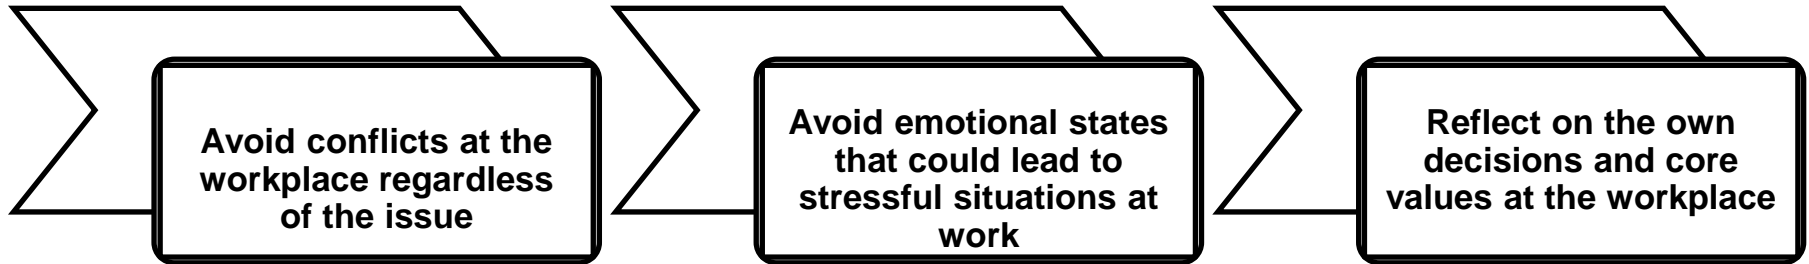 Avoid conflicts at the
workplace regardless
of the issue
Avoid emotional states
that could lead to
stressful situations at
work
Reflect on the own
decisions and core
values at the workplace